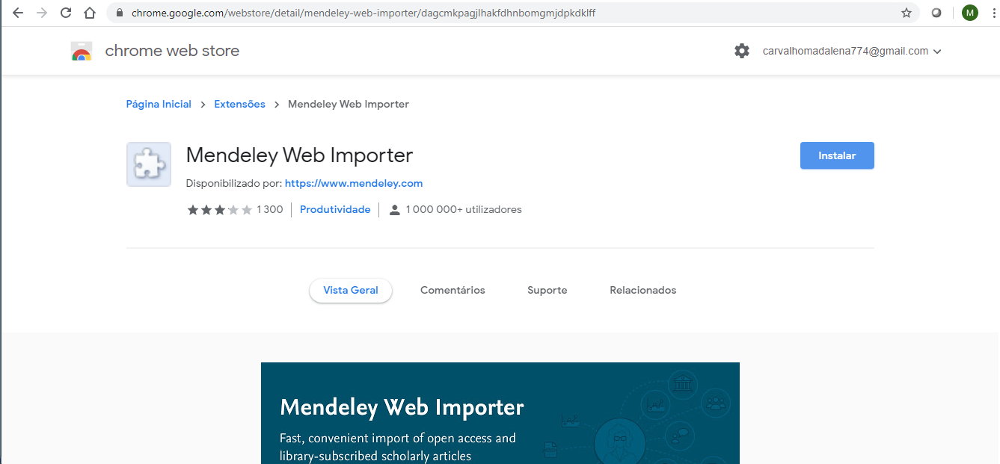 chrome.google.com/webstore/detail/mendeley-web-importer/dagcmkpagjlhakfdhnbomgmjdpkdklff
M
chrome web store
carvalhomadalena774@gmail.com
Página Inicial > Extensões > Mendeley Web Importer
Mendeley Web Importer
Instalar
Disponibilizado por: https://www.mendeley.com
1 300 Produtividade 1 000 000+ utilizadores
Vista Geral Comentários Suporte Relacionados
Mendeley Web Importer
Fast, convenient import of open access and
library-subscribed scholarly articles